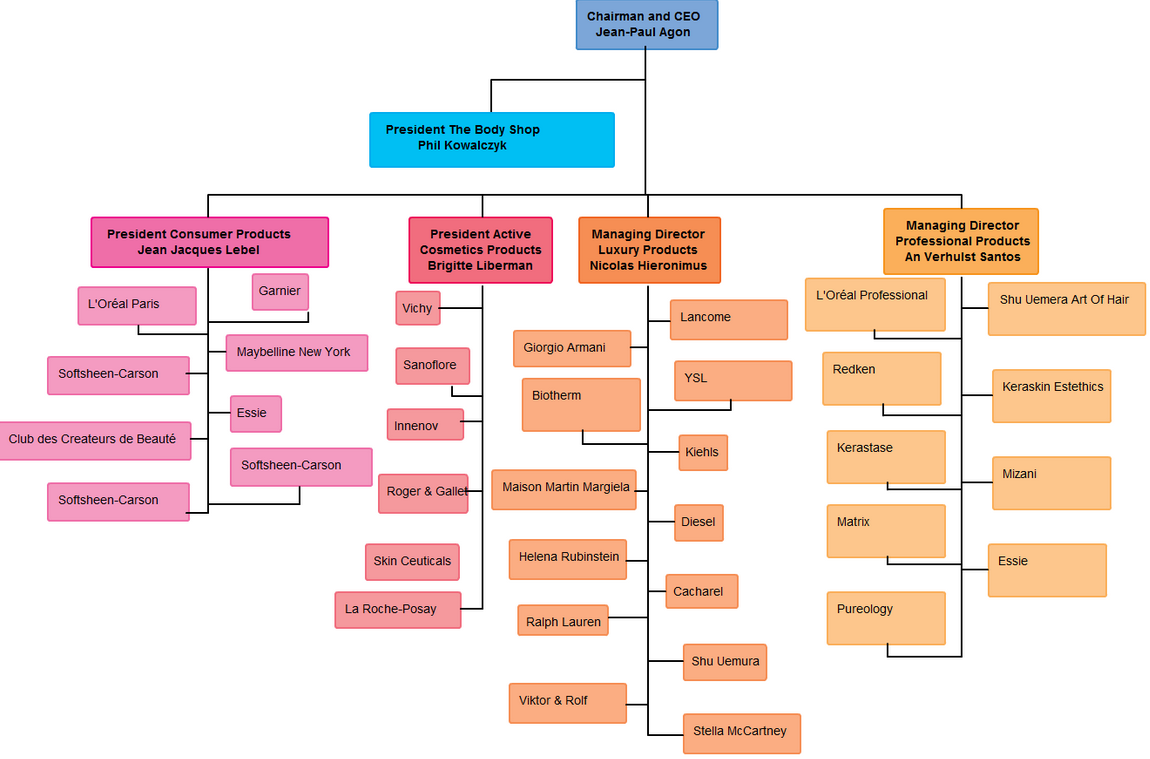 Chairman and CEO
Jean-Paul Agon
President The Body Shop
Phil Kowalczyk
President Consumer Products
Jean Jacques Lebel
President Active
Cosmetics Products
Brigitte Liberman
Managing Director
Luxury Products
Nicolas Hieronimus
Managing Director
Professional Products
An Verhulst Santos
L'Oréal Paris
Garnier
Maybelline New York
Softsheen-Carson
Essie
Club des Createurs de Beauté
Softsheen-Carson
Softsheen-Carson
Vichy
Sanoflore
Innenov
Roger & Gallet
Skin Ceuticals
La Roche-Posay
Lancome
Giorgio Armani
YSL
Biotherm
Kiehls
Maison Martin Margiela
Diesel
Helena Rubinstein
Cacharel
Ralph Lauren
Shu Uemura
Viktor & Rolf
Stella McCartney
L'Oréal Professional
Shu Uemera Art Of Hair
Redken
Keraskin Estethics
Kerastase
Mizani
Matrix
Essie
Pureology